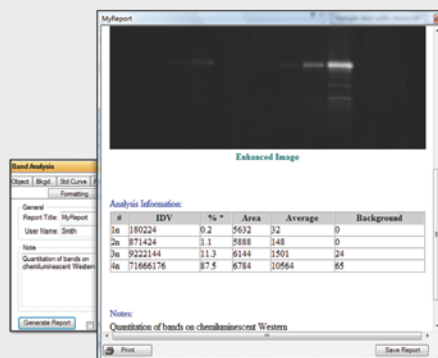 MyReport
Enhanced Image
Analysis Information:
# IDV % * Area Average Background
1n 180224 0.2 5632 32 0
2n 871424 1.1 5888 148 0
3n 9222144 11.3 6144 1501 24
4n 71666176 87.5 6784 10564 65
Notes:
Quantitation of bands on chemiluminescent Western
Print Save Report
Band Analysis
Object Bkgd Std Curve
Formatting
General
Report Title: MyReport
User Name: Smith
Note
Quantitation of bands on
chemiluminescent Western
Generate Report